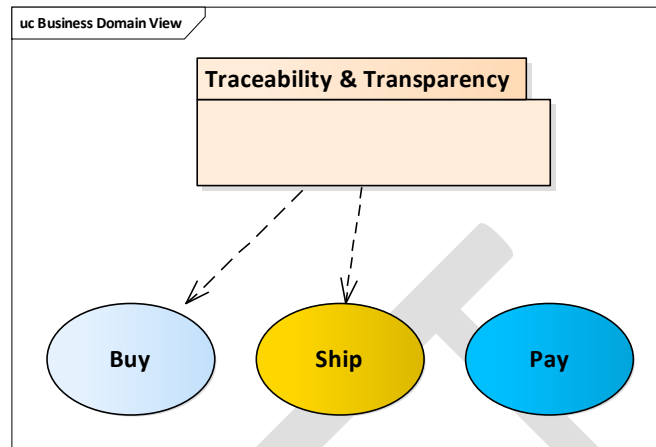 uc Business Domain View
Traceability & Transparency
Buy
Ship
Pay